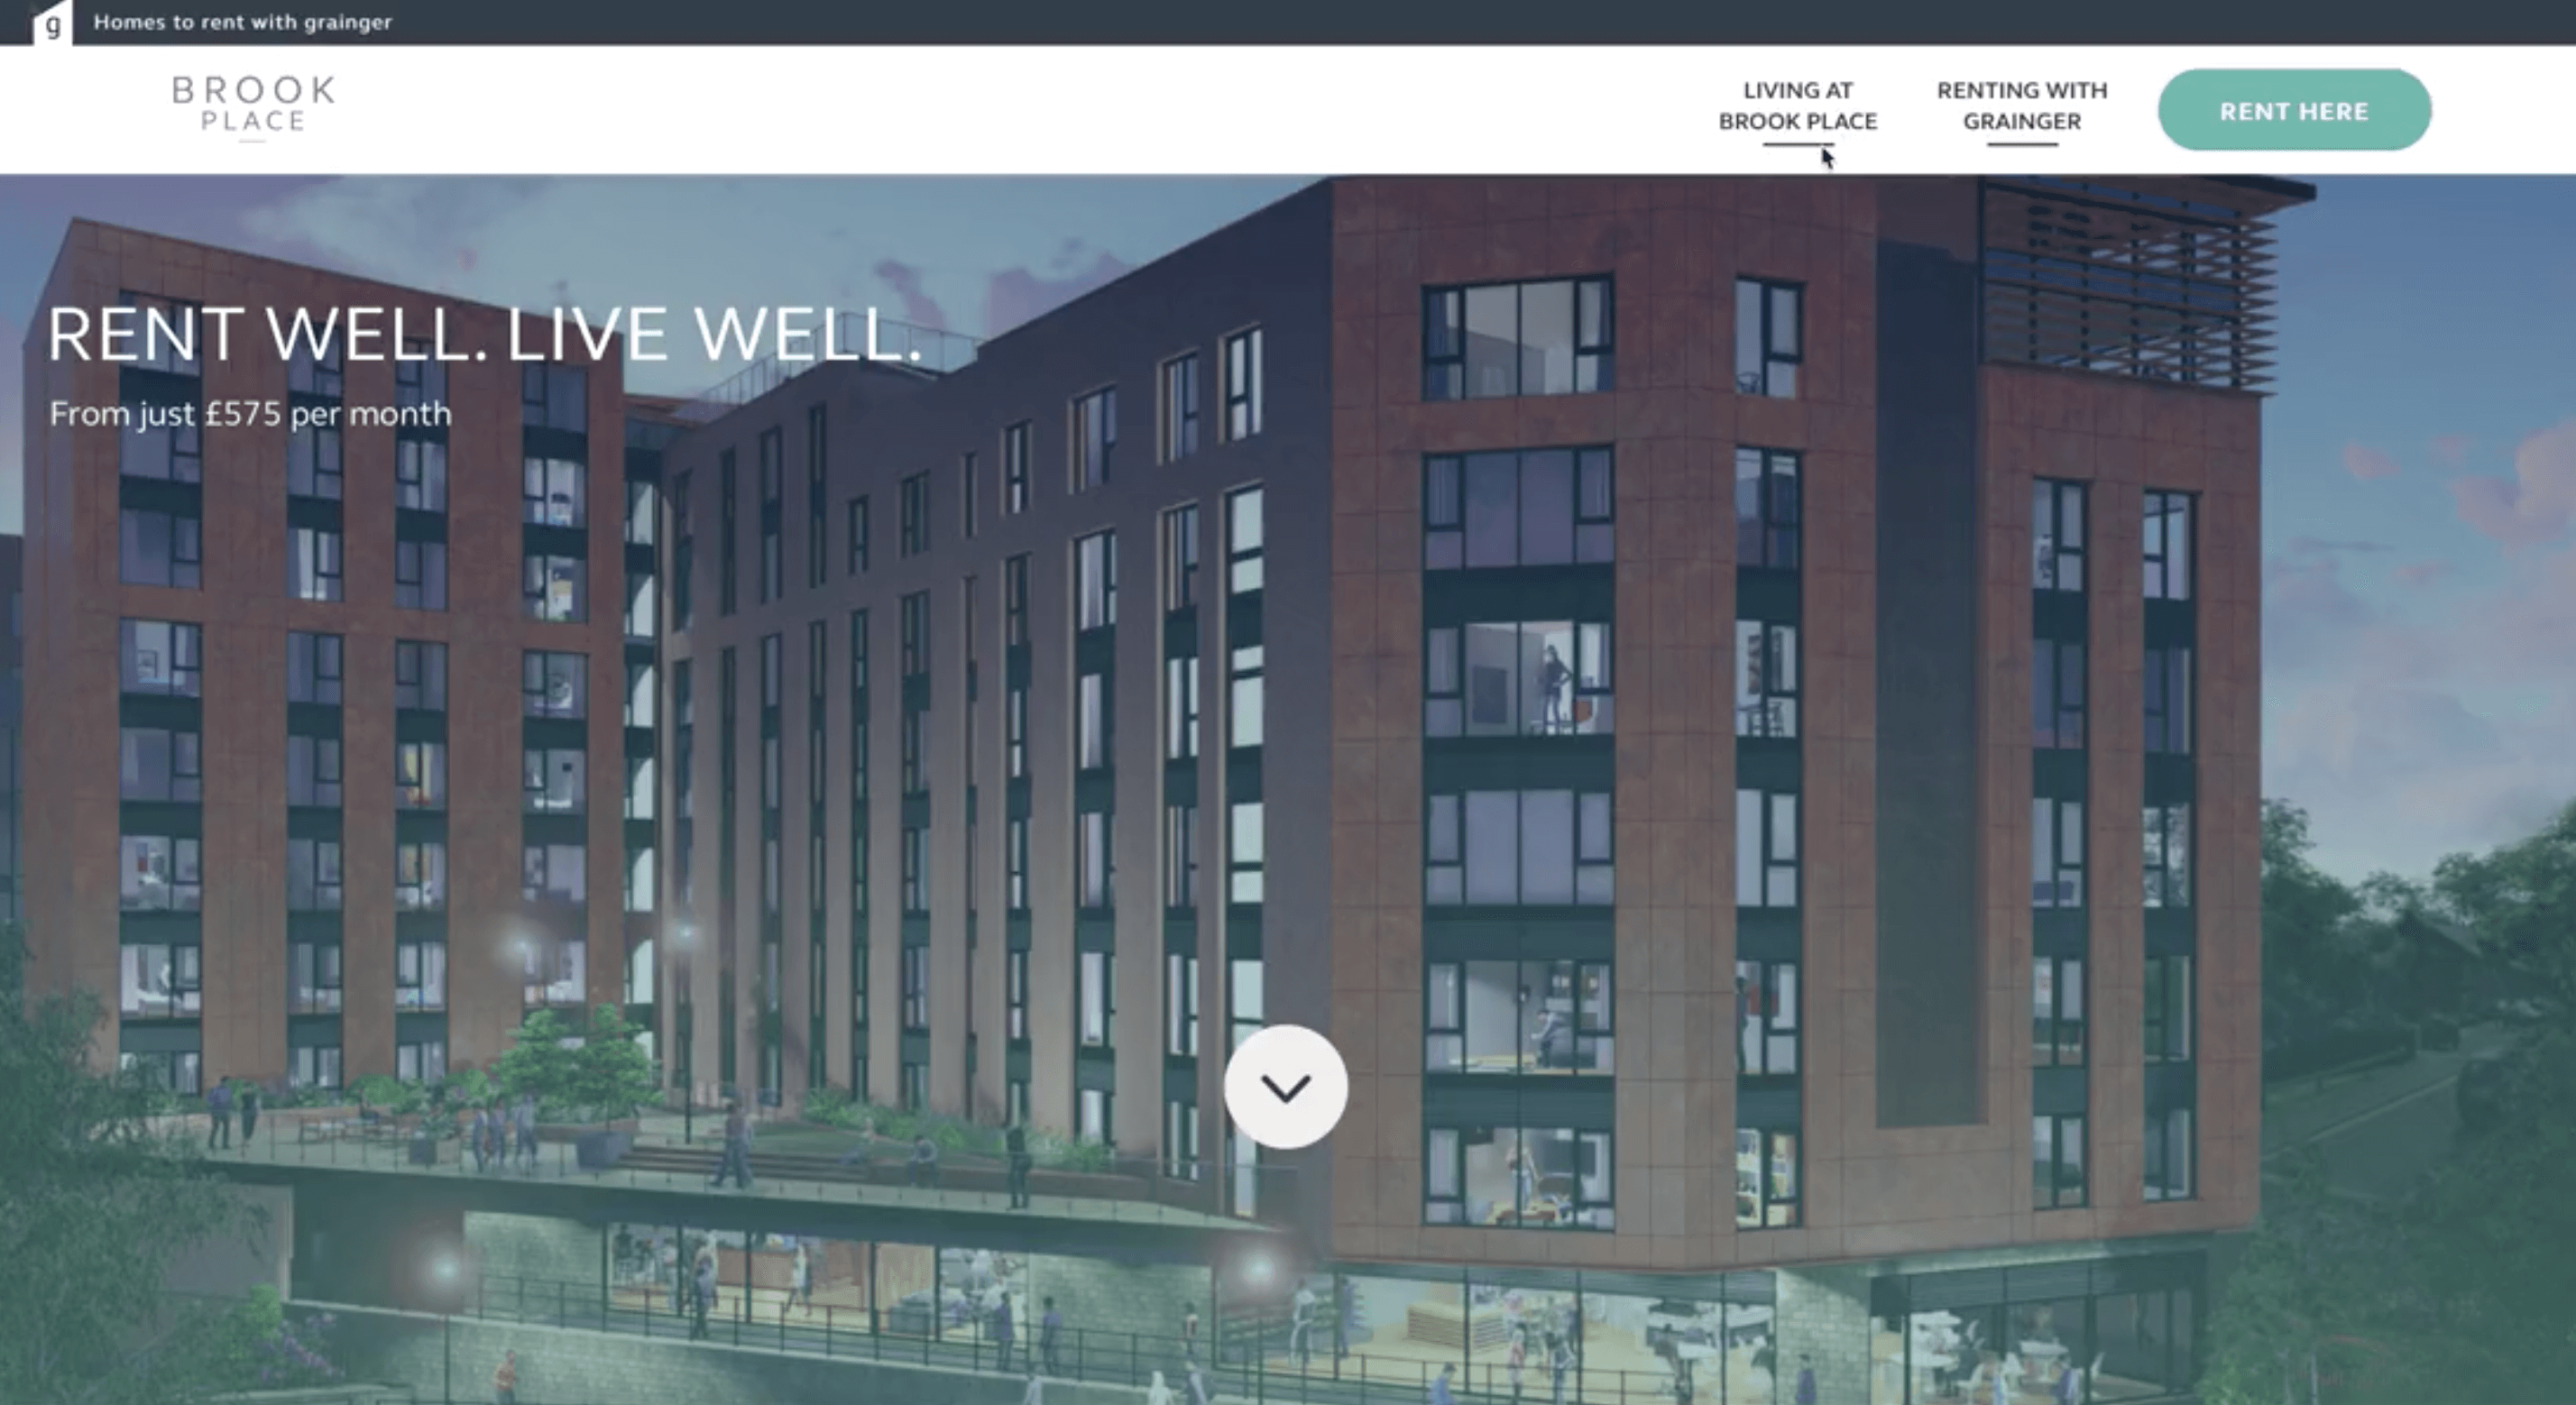 g
Homes to rent with grainger
BROOK
PLACE
LIVING AT
BROOK PLACE
RENTING WITH
GRAINGER
RENT HERE
RENT WELL. LIVE WELL.
From just £575 per month